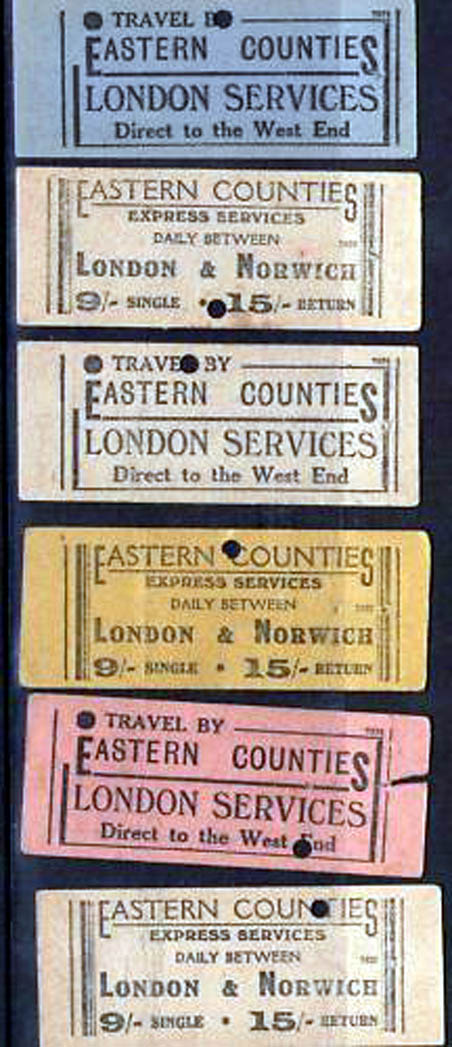 TRAVEL B
EASTERN COUNTIES
LONDON SERVICES
Direct to the West End
EASTERN COUNTIES
EXPRESS SERVICES
DAILY BETWEEN
LONDON & NORWICH
9/- SINGLE • 15/- RETURN
TRAVEL BY
EASTERN COUNTIES
LONDON SERVICES
Direct to the West End
EASTERN COUNTIES
EXPRESS SERVICES
DAILY BETWEEN
LONDON & NORWICH
9/- SINGLE • 15/- RETURN
TRAVEL BY
EASTERN COUNTIES
LONDON SERVICES
Direct to the West End
EASTERN COUNTIES
EXPRESS SERVICES
DAILY BETWEEN
LONDON & NORWICH
9/- SINGLE • 15/- RETURN